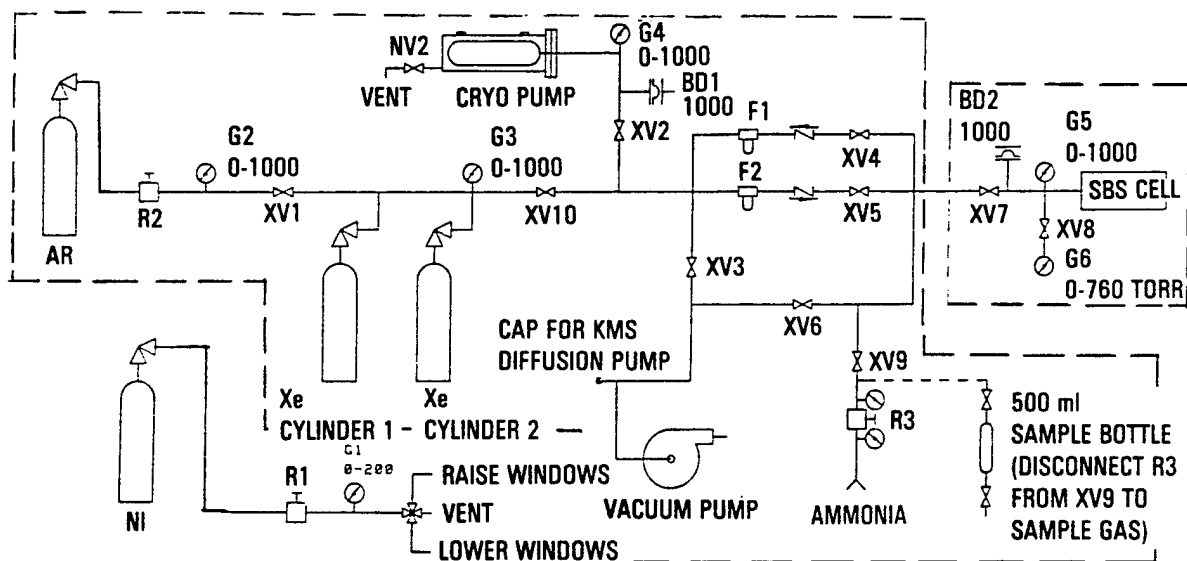 NV2
VENT
CRYO PUMP
G4
0-1000
BD1
1000
XV2
F1
XV4
F2
XV5
BD2
1000
G5
0-1000
XV7
SBS CELL
XV8
G6
0-760 TORR
G2
0-1000
G3
0-1000
R2
XV1
XV10
AR
XV3
XV6
CAP FOR KMS
DIFFUSION PUMP
XV9
R3
Xe
CYLINDER 1 -
Xe
CYLINDER 2
NI
R1
G1
0-200
RAISE WINDOWS
VENT
LOWER WINDOWS
VACUUM PUMP
AMMONIA
500 ml
SAMPLE BOTTLE
(DISCONNECT R3
FROM XV9 TO
SAMPLE GAS)